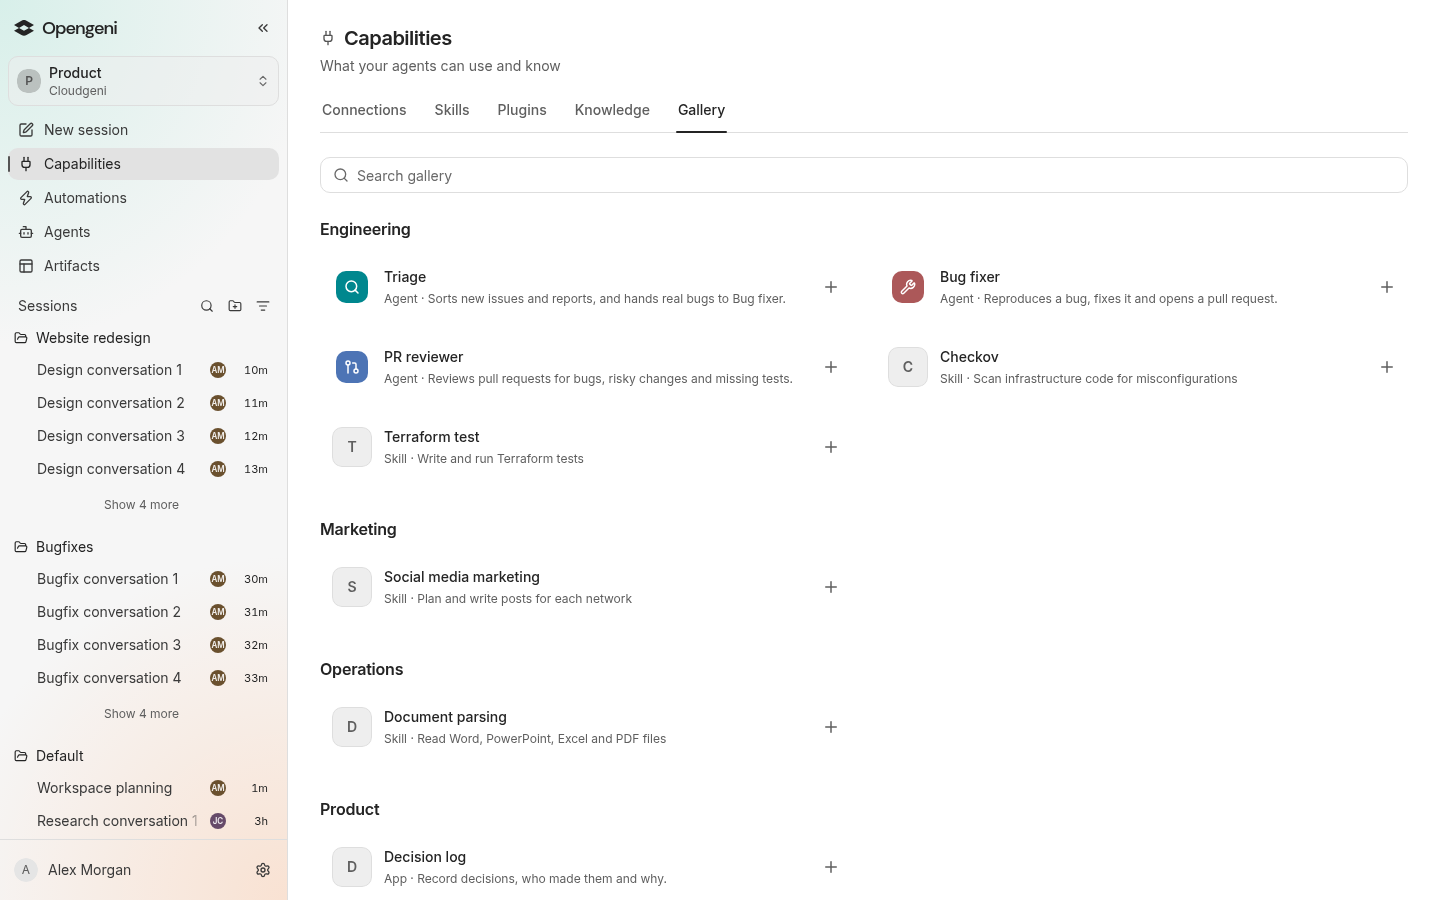 Opengeni
P
Product
Cloudgeni
New session
Capabilities
Automations
Agents
Artifacts
Sessions
Website redesign
Design conversation 1 AM 10m
Design conversation 2 AM 11m
Design conversation 3 AM 12m
Design conversation 4 AM 13m
Show 4 more
Bugfixes
Bugfix conversation 1 AM 30m
Bugfix conversation 2 AM 31m
Bugfix conversation 3 AM 32m
Bugfix conversation 4 AM 33m
Show 4 more
Default
Workspace planning AM 1m
Research conversation 1 JC 3h
A Alex Morgan
Capabilities
What your agents can use and know
Connections Skills Plugins Knowledge Gallery
Search gallery
Engineering
Triage
Agent · Sorts new issues and reports, and hands real bugs to Bug fixer.
Bug fixer
Agent · Reproduces a bug, fixes it and opens a pull request.
PR reviewer
Agent · Reviews pull requests for bugs, risky changes and missing tests.
C
Checkov
Skill · Scan infrastructure code for misconfigurations
T
Terraform test
Skill · Write and run Terraform tests
Marketing
S
Social media marketing
Skill · Plan and write posts for each network
Operations
D
Document parsing
Skill · Read Word, PowerPoint, Excel and PDF files
Product
D
Decision log
App · Record decisions, who made them and why.